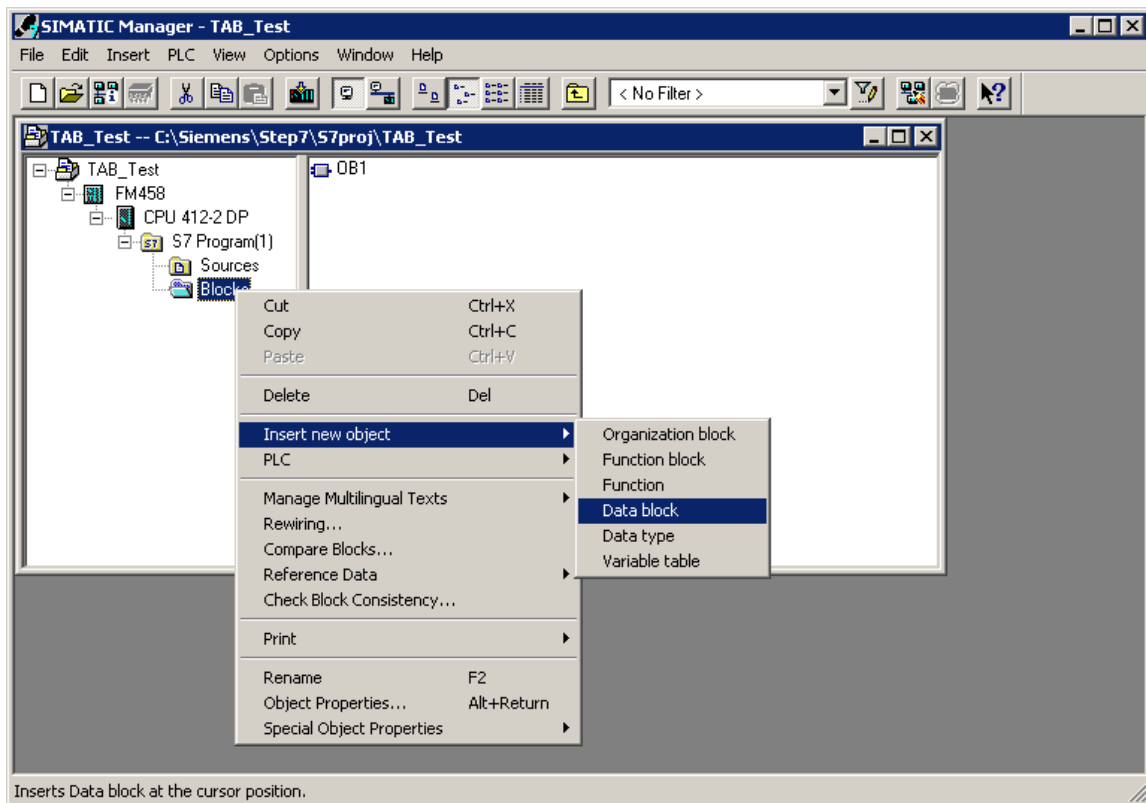 SIMATIC Manager - TAB_Test
File Edit Insert PLC View Options Window Help
< No Filter >
TAB_Test -- C:\Siemens\Step7\S7proj\TAB_Test
TAB_Test
OB1
FM458
CPU 412-2 DP
S7 Program(1)
Sources
Blocks
Cut Ctrl+X
Copy Ctrl+C
Paste Ctrl+V
Delete Del
Insert new object
PLC
Manage Multilingual Texts
Rewiring...
Compare Blocks...
Reference Data
Check Block Consistency...
Print
Rename F2
Object Properties... Alt+Return
Special Object Properties
Organization block
Function block
Function
Data block
Data type
Variable table
Inserts Data block at the cursor position.